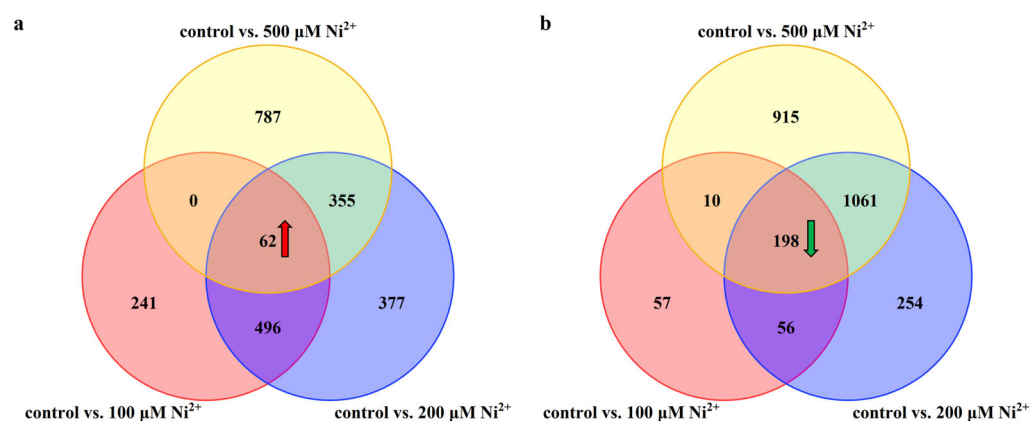 a
control vs. 500 μM Ni²⁺
787
0
355
62
241
377
496
control vs. 100 μM Ni²⁺
control vs. 200 μM Ni²⁺
b
control vs. 500 μM Ni²⁺
915
10
1061
198
57
254
56
control vs. 100 μM Ni²⁺
control vs. 200 μM Ni²⁺